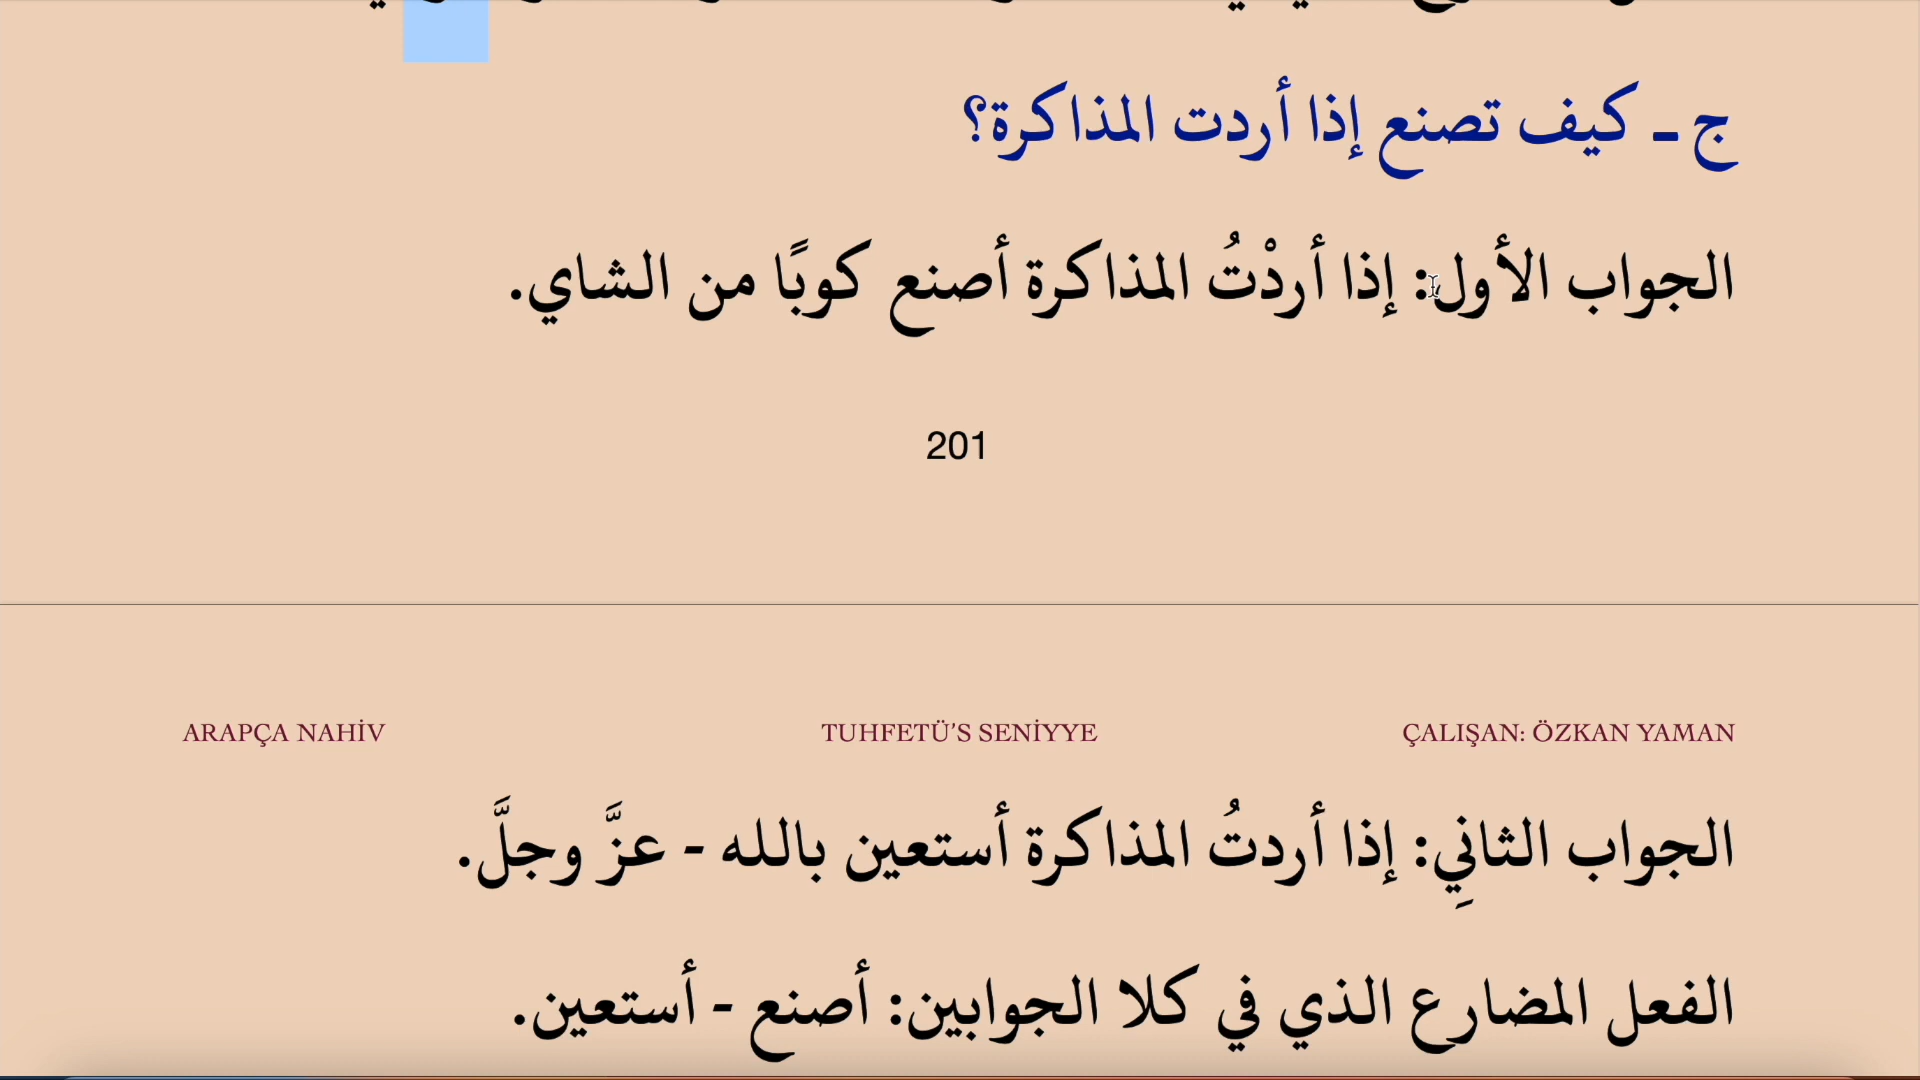 ج ـ كيف تصنع إذا أردت المذاكرة؟
الجواب الأول: إذا أردْتُ المذاكرة أصنع كوبًا من الشاي.
201
ARAPÇA NAHİV TUHFETÜ’S SENİYYE ÇALIŞAN: ÖZKAN YAMAN
الجواب الثانِي: إذا أردتُ المذاكرة أستعين بالله - عزَّ وجلَّ.
الفعل المضارع الذي في كلا الجوابين: أصنع - أستعين.